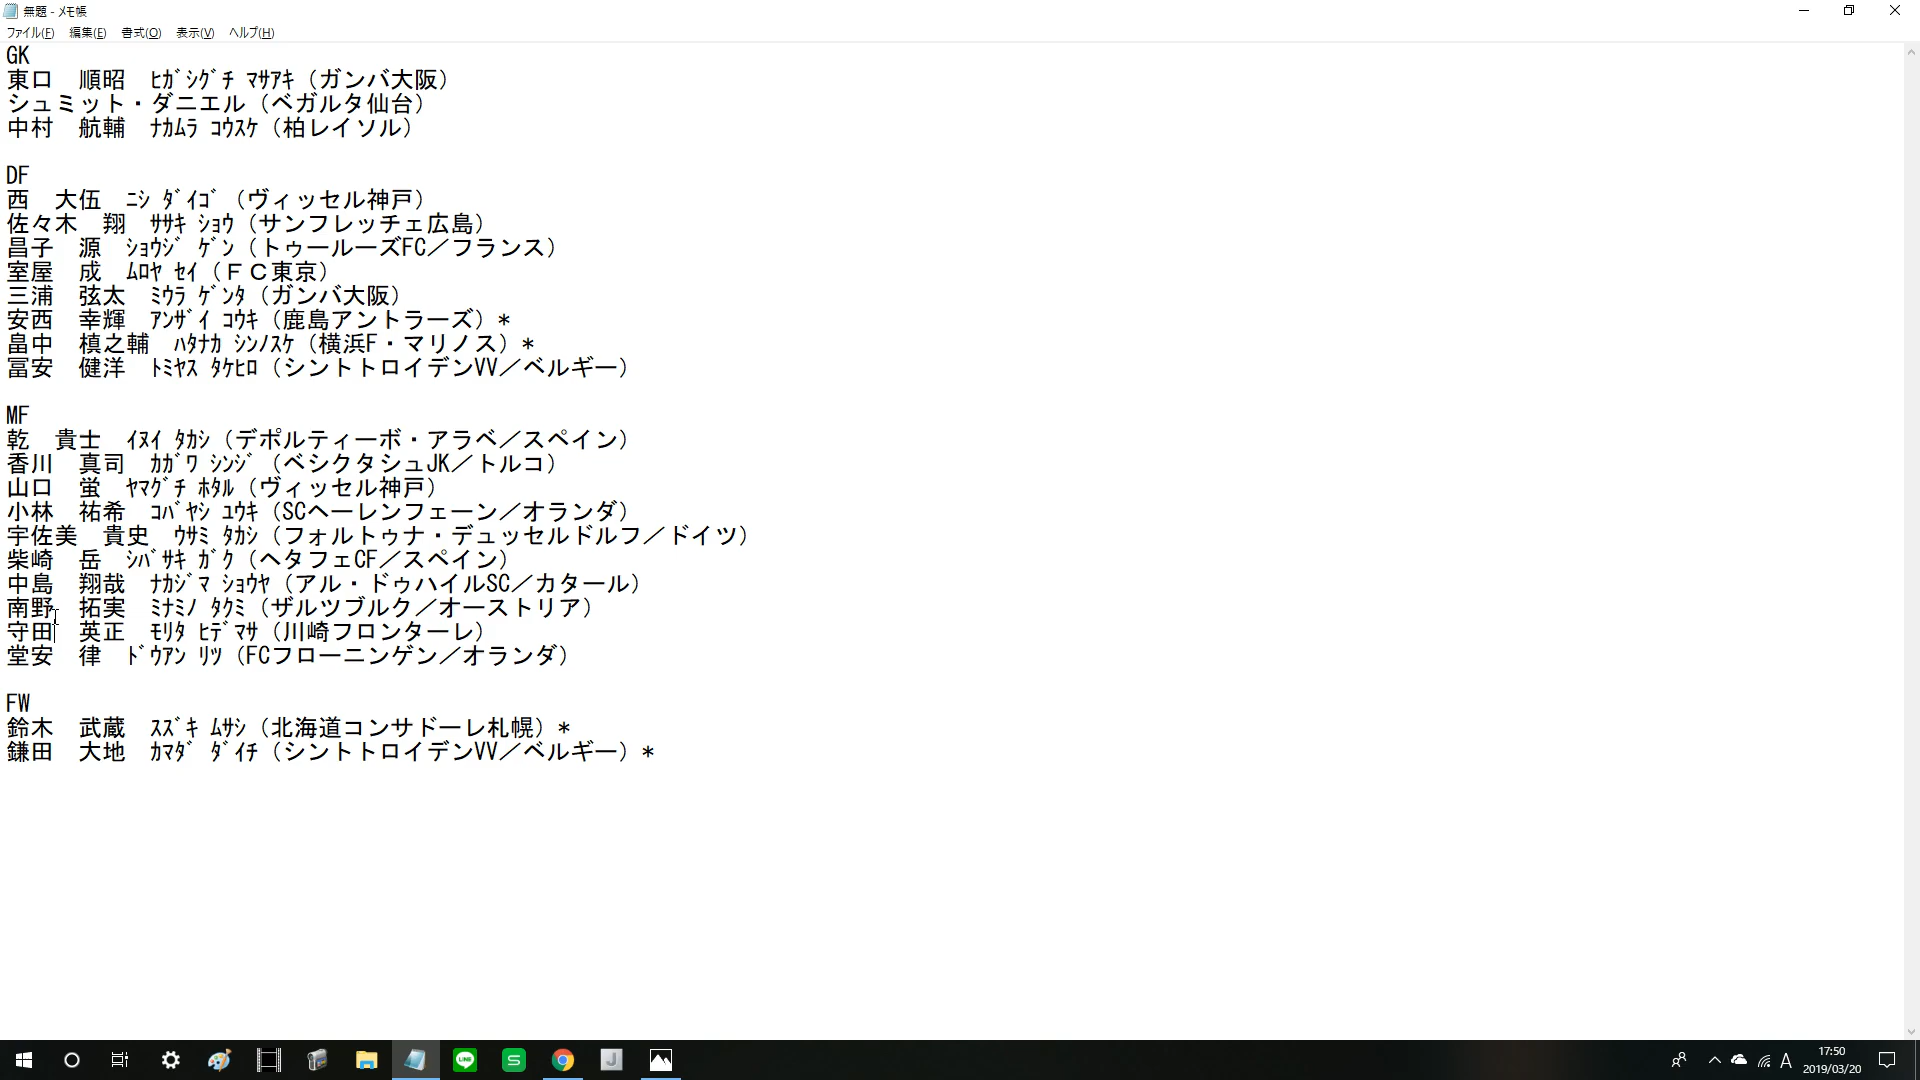 無題 - メモ帳
ファイル(F) 編集(E) 書式(O) 表示(V) ヘルプ(H)
GK
東口　順昭　ﾋｶﾞｼｸﾞﾁ ﾏｻｱｷ（ガンバ大阪）
シュミット・ダニエル（ベガルタ仙台）
中村　航輔　ﾅｶﾑﾗ ｺｳｽｹ（柏レイソル）
DF
西　大伍　ﾆｼ ﾀﾞｲｺﾞ（ヴィッセル神戸）
佐々木　翔　ｻｻｷ ｼｮｳ（サンフレッチェ広島）
昌子　源　ｼｮｳｼﾞ ｹﾞﾝ（トゥールーズFC／フランス）
室屋　成　ﾑﾛﾔ ｾｲ（ＦＣ東京）
三浦　弦太　ﾐｳﾗ ｹﾞﾝﾀ（ガンバ大阪）
安西　幸輝　ｱﾝｻﾞｲ ｺｳｷ（鹿島アントラーズ）*
畠中　槙之輔　ﾊﾀﾅｶ ｼﾝﾉｽｹ（横浜F・マリノス）*
冨安　健洋　ﾄﾐﾔｽ ﾀｹﾋﾛ（シントトロイデンVV／ベルギー）
MF
乾　貴士　ｲﾇｲ ﾀｶｼ（デポルティーボ・アラベ／スペイン）
香川　真司　ｶｶﾞﾜ ｼﾝｼﾞ（ベシクタシュJK／トルコ）
山口　蛍　ﾔﾏｸﾞﾁ ﾎﾀﾙ（ヴィッセル神戸）
小林　祐希　ｺﾊﾞﾔｼ ﾕｳｷ（SCヘーレンフェーン／オランダ）
宇佐美　貴史　ｳｻﾐ ﾀｶｼ（フォルトゥナ・デュッセルドルフ／ドイツ）
柴崎　岳　ｼﾊﾞｻｷ ｶﾞｸ（ヘタフェCF／スペイン）
中島　翔哉　ﾅｶｼﾞﾏ ｼｮｳﾔ（アル・ドゥハイルSC／カタール）
南野　拓実　ﾐﾅﾐﾉ ﾀｸﾐ（ザルツブルク／オーストリア）
守田　英正　ﾓﾘﾀ ﾋﾃﾞﾏｻ（川崎フロンターレ）
堂安　律　ﾄﾞｳｱﾝ ﾘﾂ（FCフローニンゲン／オランダ）
FW
鈴木　武蔵　ｽｽﾞｷ ﾑｻｼ（北海道コンサドーレ札幌）*
鎌田　大地　ｶﾏﾀﾞ ﾀﾞｲﾁ（シントトロイデンVV／ベルギー）*
LINE
S
J
A
17:50
2019/03/20